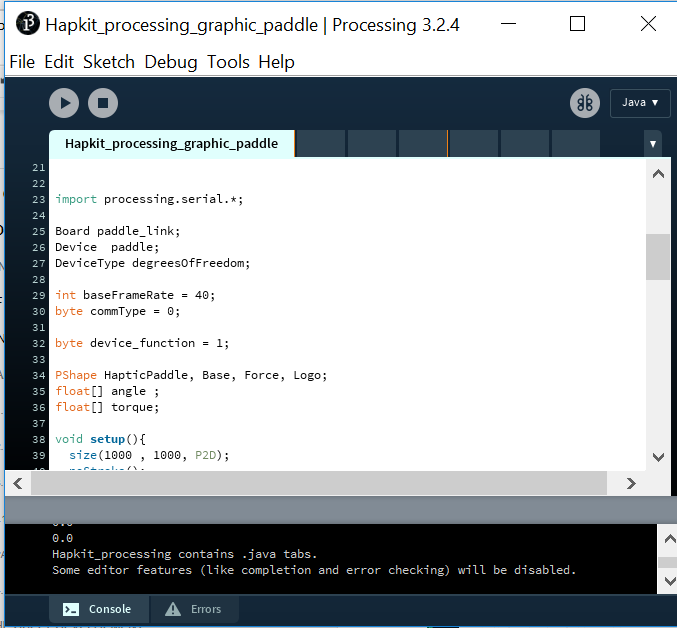 Hapkit_processing_graphic_paddle | Processing 3.2.4
File Edit Sketch Debug Tools Help
Java ▼
Hapkit_processing_graphic_paddle
21
22
23 import processing.serial.*;
24
25 Board paddle_link;
26 Device  paddle;
27 DeviceType degreesOfFreedom;
28
29 int baseFrameRate = 40;
30 byte commType = 0;
31
32 byte device_function = 1;
33
34 PShape HapticPaddle, Base, Force, Logo;
35 float[] angle ;
36 float[] torque;
37
38 void setup(){
39   size(1000 , 1000, P2D);
0.0
Hapkit_processing contains .java tabs.
Some editor features (like completion and error checking) will be disabled.
Console
Errors